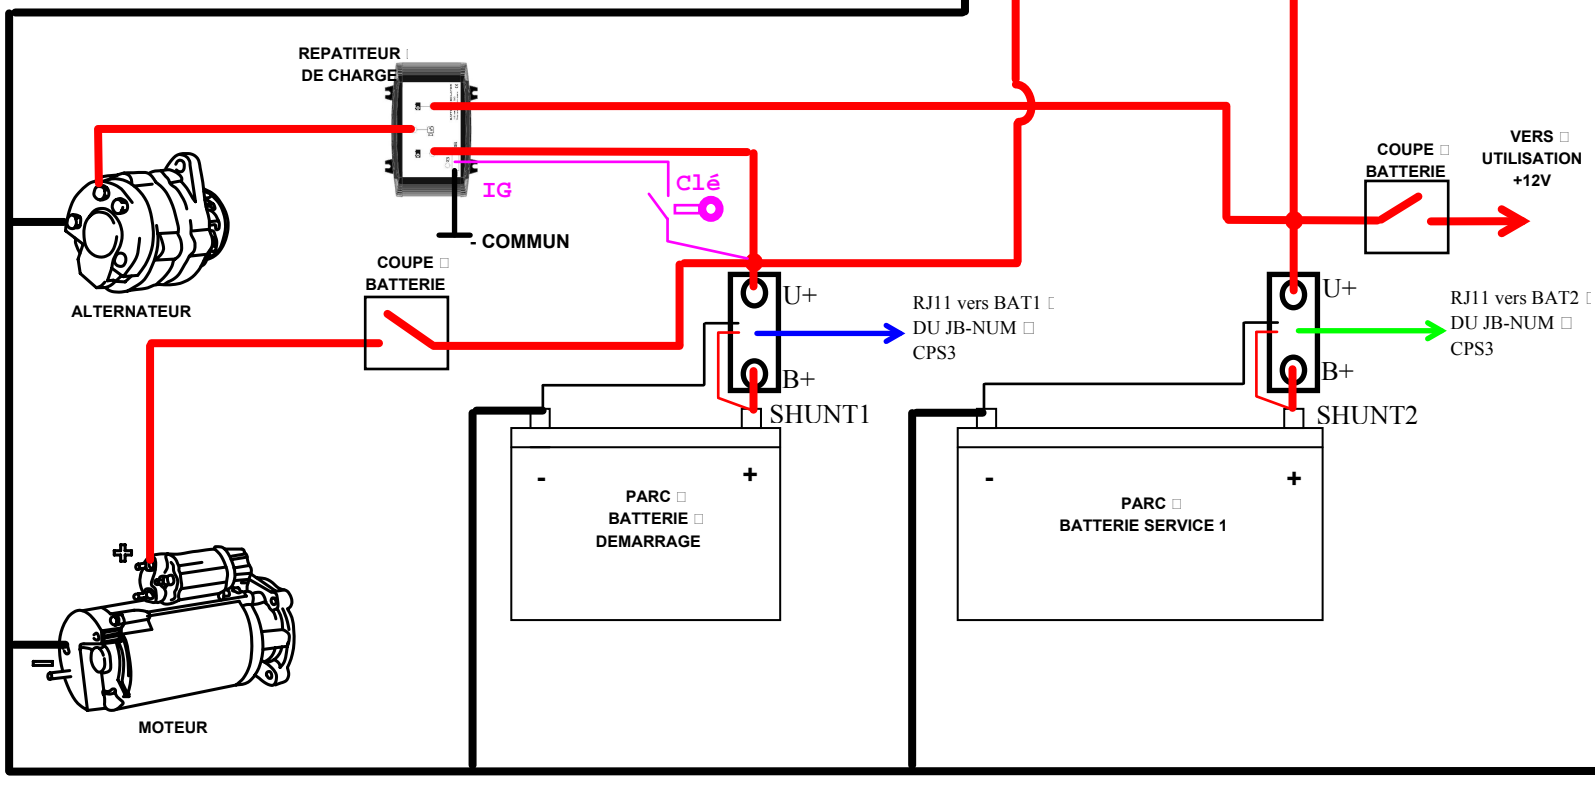 REPATITEUR
DE CHARGE
IG
Clé
- COMMUN
COUPE
BATTERIE
VERS
UTILISATION
+12V
ALTERNATEUR
COUPE
BATTERIE
U+
RJ11 vers BAT1
DU JB-NUM
CPS3
B+
SHUNT1
U+
RJ11 vers BAT2
DU JB-NUM
CPS3
B+
SHUNT2
- +
PARC
BATTERIE
DEMARRAGE
- +
PARC
BATTERIE SERVICE 1
+
-
MOTEUR